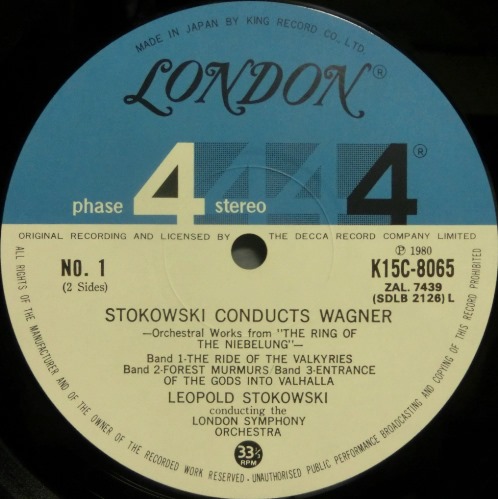 MADE IN JAPAN BY KING RECORD CO., LTD.
LONDON®
phase 4 stereo 4 4 4®
ORIGINAL RECORDING AND LICENSED BY THE DECCA RECORD COMPANY LIMITED
NO. 1
(2 Sides)
℗ 1980
K15C-8065
ZAL. 7439
(SDLB 2126) L
STOKOWSKI CONDUCTS WAGNER
—Orchestral Works from "THE RING OF
THE NIEBELUNG"—
Band 1-THE RIDE OF THE VALKYRIES
Band 2-FOREST MURMURS/Band 3-ENTRANCE
OF THE GODS INTO VALHALLA
LEOPOLD STOKOWSKI
conducting the
LONDON SYMPHONY
ORCHESTRA
33⅓
RPM
ALL RIGHTS OF THE MANUFACTURER AND OF THE OWNER OF THE RECORDED WORK RESERVED · UNAUTHORISED PUBLIC PERFORMANCE BROADCASTING AND COPYING OF THIS RECORD PROHIBITED